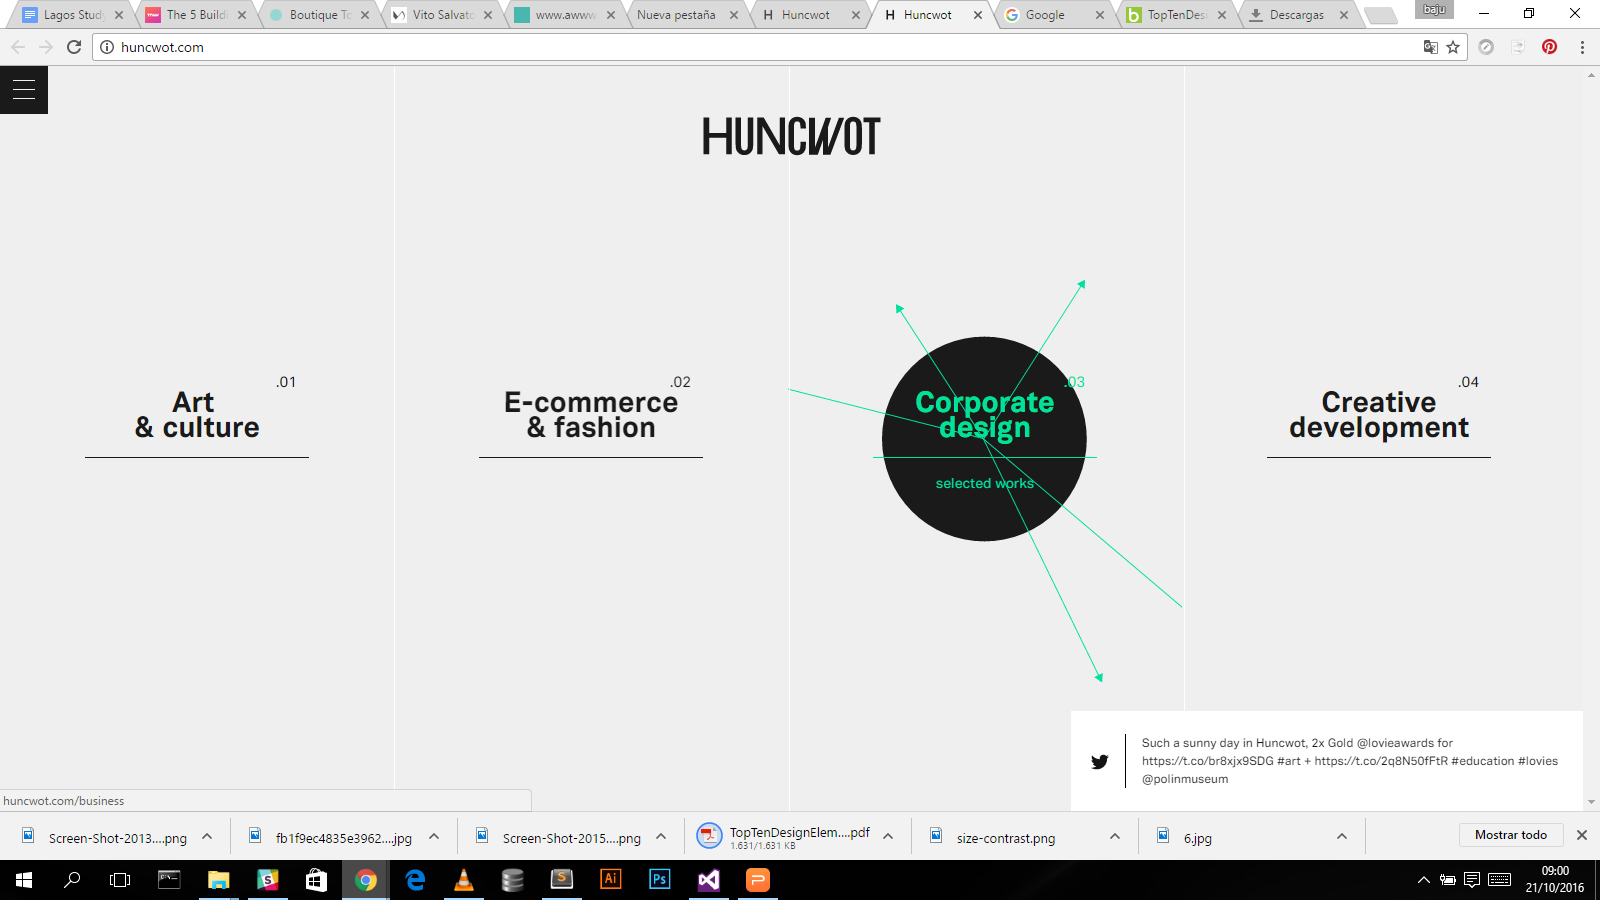 Lagos Stud
The 5 Buildi
Boutique To
Vito Salvato
www.awww
Nueva pestaña
Huncwot
Huncwot
Google
TopTenDes
Descargas
baju
huncwot.com
HUNCWOT
.01
Art
& culture
.02
E-commerce
& fashion
.03
Corporate
design
selected works
.04
Creative
development
Such a sunny day in Huncwot, 2x Gold @lovieawards for
https://t.co/br8xjx9SDG #art + https://t.co/2q8N50fFtR #education #lovies
@polinmuseum
huncwot.com/business
Screen-Shot-2013....png
fb1f9ec4835e3962....jpg
Screen-Shot-2015....png
TopTenDesignElem....pdf
1.631/1.631 KB
size-contrast.png
6.jpg
Mostrar todo
Ai
Ps
09:00
21/10/2016